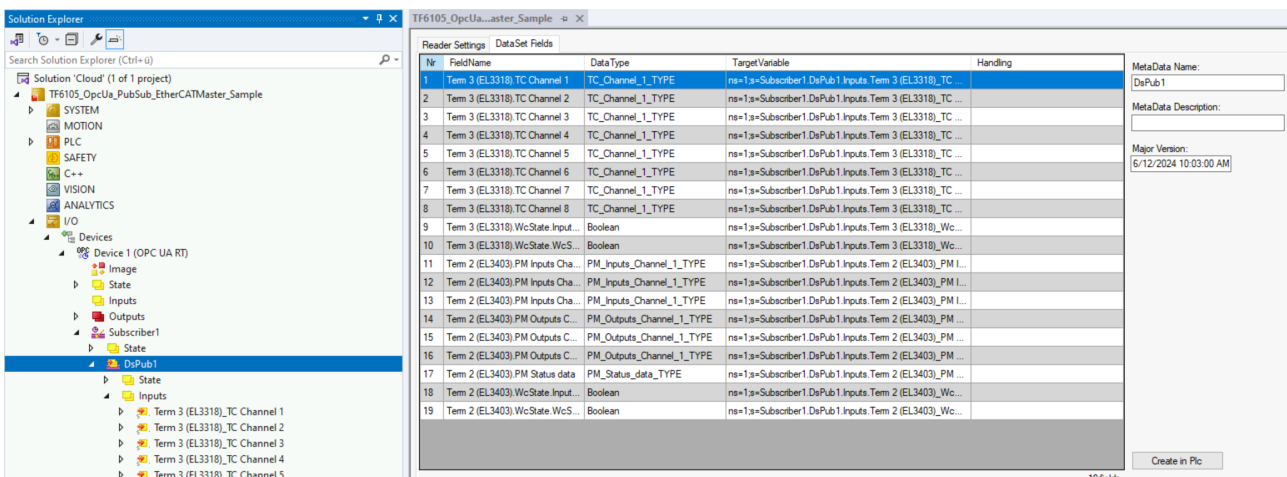 Solution Explorer
Search Solution Explorer (Ctrl+ü)
Solution 'Cloud' (1 of 1 project)
TF6105_OpcUa_PubSub_EtherCATMaster_Sample
SYSTEM
MOTION
PLC
SAFETY
C++
VISION
ANALYTICS
I/O
Devices
Device 1 (OPC UA RT)
Image
State
Inputs
Outputs
Subscriber1
State
DsPub1
State
Inputs
Term 3 (EL3318)_TC Channel 1
Term 3 (EL3318)_TC Channel 2
Term 3 (EL3318)_TC Channel 3
Term 3 (EL3318)_TC Channel 4
Term 3 (EL3318)_TC Channel 5
TF6105_OpcUa...aster_Sample
Reader Settings DataSet Fields
Nr FieldName DataType TargetVariable Handling
1 Term 3 (EL3318).TC Channel 1 TC_Channel_1_TYPE ns=1;s=Subscriber1.DsPub1.Inputs.Term 3 (EL3318)_TC ...
2 Term 3 (EL3318).TC Channel 2 TC_Channel_1_TYPE ns=1;s=Subscriber1.DsPub1.Inputs.Term 3 (EL3318)_TC ...
3 Term 3 (EL3318).TC Channel 3 TC_Channel_1_TYPE ns=1;s=Subscriber1.DsPub1.Inputs.Term 3 (EL3318)_TC ...
4 Term 3 (EL3318).TC Channel 4 TC_Channel_1_TYPE ns=1;s=Subscriber1.DsPub1.Inputs.Term 3 (EL3318)_TC ...
5 Term 3 (EL3318).TC Channel 5 TC_Channel_1_TYPE ns=1;s=Subscriber1.DsPub1.Inputs.Term 3 (EL3318)_TC ...
6 Term 3 (EL3318).TC Channel 6 TC_Channel_1_TYPE ns=1;s=Subscriber1.DsPub1.Inputs.Term 3 (EL3318)_TC ...
7 Term 3 (EL3318).TC Channel 7 TC_Channel_1_TYPE ns=1;s=Subscriber1.DsPub1.Inputs.Term 3 (EL3318)_TC ...
8 Term 3 (EL3318).TC Channel 8 TC_Channel_1_TYPE ns=1;s=Subscriber1.DsPub1.Inputs.Term 3 (EL3318)_TC ...
9 Term 3 (EL3318).WcState.Input... Boolean ns=1;s=Subscriber1.DsPub1.Inputs.Term 3 (EL3318)_Wc...
10 Term 3 (EL3318).WcState.WcS... Boolean ns=1;s=Subscriber1.DsPub1.Inputs.Term 3 (EL3318)_Wc...
11 Term 2 (EL3403).PM Inputs Cha... PM_Inputs_Channel_1_TYPE ns=1;s=Subscriber1.DsPub1.Inputs.Term 2 (EL3403)_PM I...
12 Term 2 (EL3403).PM Inputs Cha... PM_Inputs_Channel_1_TYPE ns=1;s=Subscriber1.DsPub1.Inputs.Term 2 (EL3403)_PM I...
13 Term 2 (EL3403).PM Inputs Cha... PM_Inputs_Channel_1_TYPE ns=1;s=Subscriber1.DsPub1.Inputs.Term 2 (EL3403)_PM I...
14 Term 2 (EL3403).PM Outputs C... PM_Outputs_Channel_1_TYPE ns=1;s=Subscriber1.DsPub1.Inputs.Term 2 (EL3403)_PM ...
15 Term 2 (EL3403).PM Outputs C... PM_Outputs_Channel_1_TYPE ns=1;s=Subscriber1.DsPub1.Inputs.Term 2 (EL3403)_PM ...
16 Term 2 (EL3403).PM Outputs C... PM_Outputs_Channel_1_TYPE ns=1;s=Subscriber1.DsPub1.Inputs.Term 2 (EL3403)_PM ...
17 Term 2 (EL3403).PM Status data PM_Status_data_TYPE ns=1;s=Subscriber1.DsPub1.Inputs.Term 2 (EL3403)_PM ...
18 Term 2 (EL3403).WcState.Input... Boolean ns=1;s=Subscriber1.DsPub1.Inputs.Term 2 (EL3403)_Wc...
19 Term 2 (EL3403).WcState.WcS... Boolean ns=1;s=Subscriber1.DsPub1.Inputs.Term 2 (EL3403)_Wc...
MetaData Name:
DsPub1
MetaData Description:
Major Version:
6/12/2024 10:03:00 AM
Create in Plc